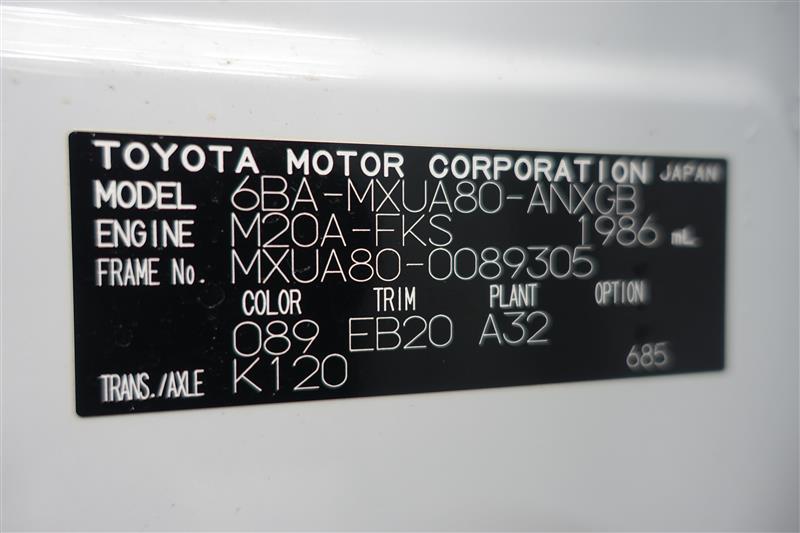 TOYOTA MOTOR CORPORATION JAPAN
MODEL 6BA-MXUA80-ANXGB
ENGINE M20A-FKS 1986 mL
FRAME No. MXUA80-0089305
COLOR TRIM PLANT OPTION
089 EB20 A32
TRANS./AXLE K120 685